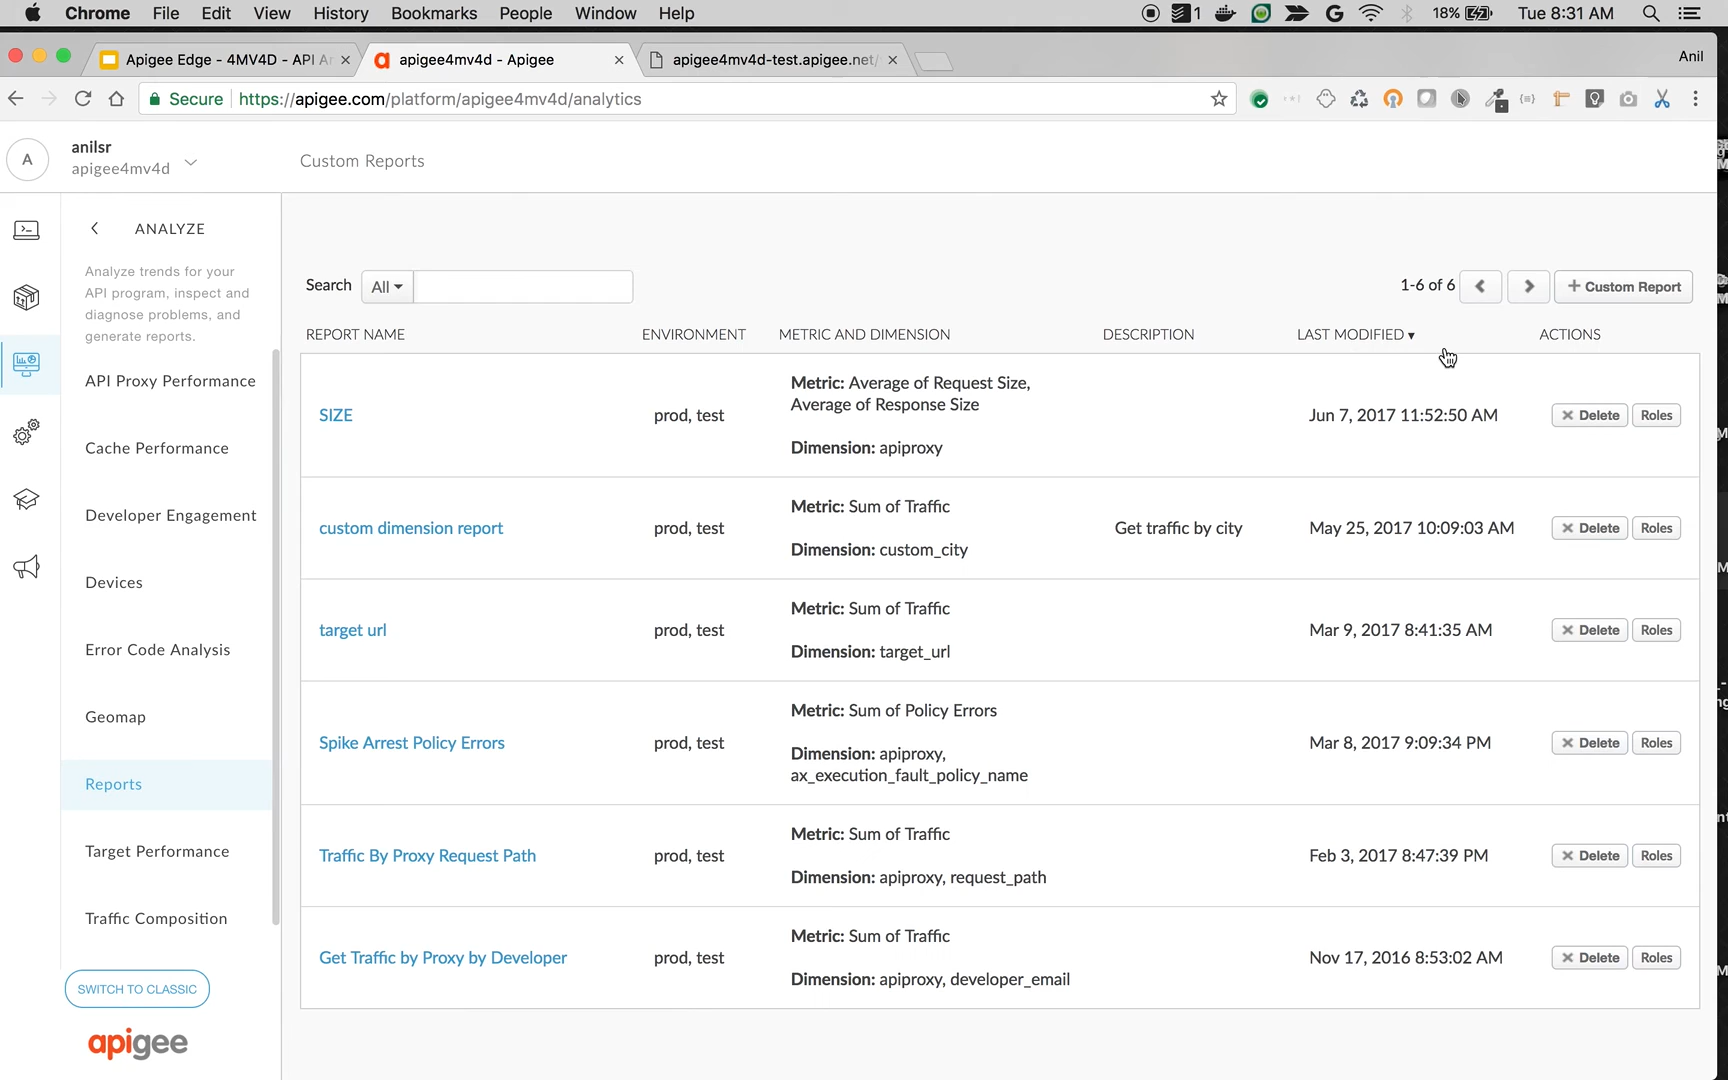 Chrome File Edit View History Bookmarks People Window Help 1 18% Tue 8:31 AM
Apigee Edge - 4MV4D - API A apigee4mv4d - Apigee apigee4mv4d-test.apigee.net/ Anil
Secure https://apigee.com/platform/apigee4mv4d/analytics
A
anilsr
apigee4mv4d
Custom Reports
ANALYZE
Analyze trends for your
API program, inspect and
diagnose problems, and
generate reports.
API Proxy Performance
Cache Performance
Developer Engagement
Devices
Error Code Analysis
Geomap
Reports
Target Performance
Traffic Composition
SWITCH TO CLASSIC
apigee
Search All 1-6 of 6 + Custom Report
REPORT NAME ENVIRONMENT METRIC AND DIMENSION DESCRIPTION LAST MODIFIED ▾ ACTIONS
Metric: Average of Request Size,
Average of Response Size
SIZE prod, test Jun 7, 2017 11:52:50 AM Delete Roles
Dimension: apiproxy
Metric: Sum of Traffic
custom dimension report prod, test Get traffic by city May 25, 2017 10:09:03 AM Delete Roles
Dimension: custom_city
Metric: Sum of Traffic
target url prod, test Mar 9, 2017 8:41:35 AM Delete Roles
Dimension: target_url
Metric: Sum of Policy Errors
Spike Arrest Policy Errors prod, test Mar 8, 2017 9:09:34 PM Delete Roles
Dimension: apiproxy,
ax_execution_fault_policy_name
Metric: Sum of Traffic
Traffic By Proxy Request Path prod, test Feb 3, 2017 8:47:39 PM Delete Roles
Dimension: apiproxy, request_path
Metric: Sum of Traffic
Get Traffic by Proxy by Developer prod, test Nov 17, 2016 8:53:02 AM Delete Roles
Dimension: apiproxy, developer_email